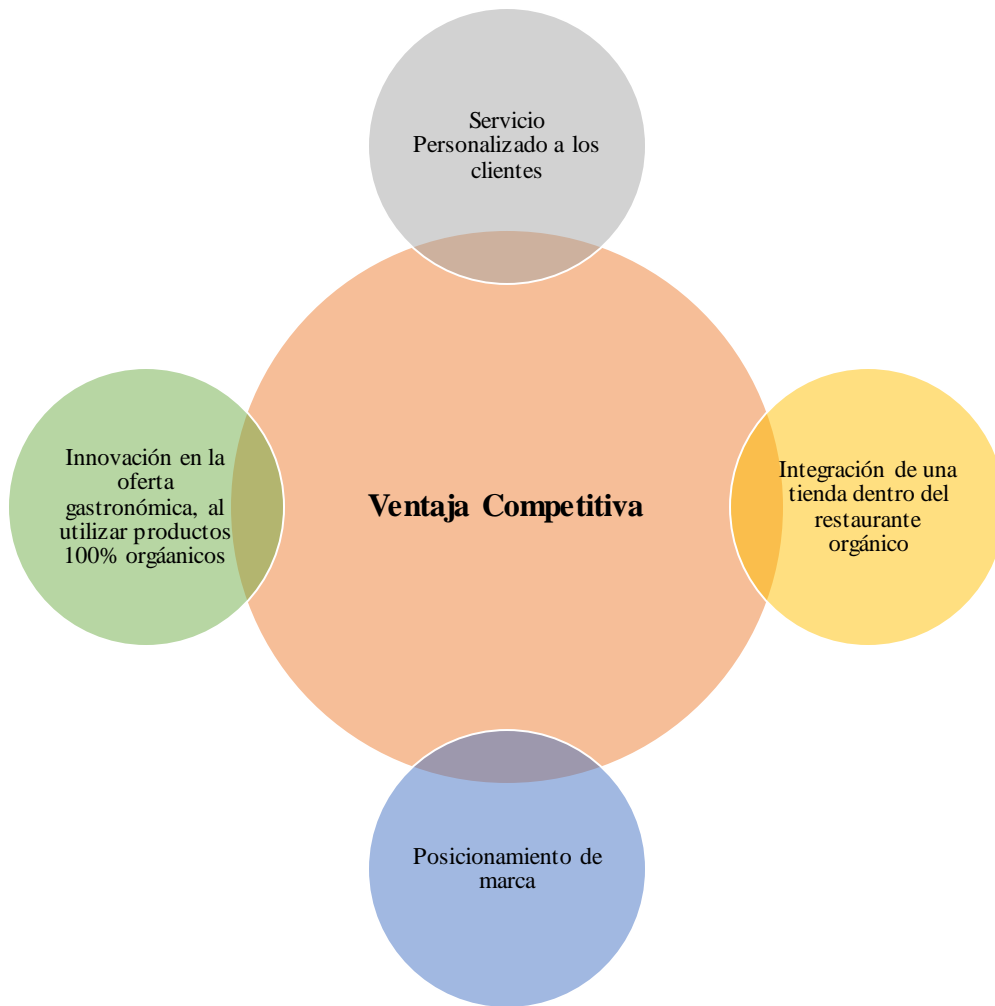 Servicio
Personalizado a los
clientes
Innovación en la
oferta
gastronómica, al
utilizar productos
100% orgáanicos
Ventaja Competitiva
Integración de una
tienda dentro del
restaurante
orgánico
Posicionamiento de
marca